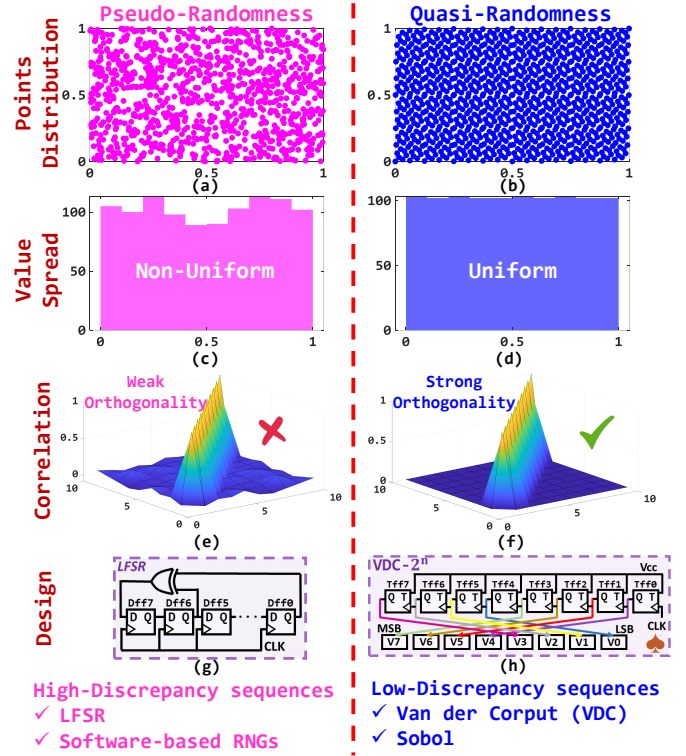 Pseudo-Randomness
Quasi-Randomness
Points
Distribution
1
0.5
0
0
0.5
1
(a)
1
0.5
0
0
0.5
1
(b)
Value
Spread
100
50
0
Non-Uniform
0
0.5
1
(c)
100
50
0
Uniform
0
0.5
1
(d)
Correlation
Weak
Orthogonality
1
0.5
0
10
5
0
0
5
10
(e)
Strong
Orthogonality
1
0.5
0
10
5
0
0
5
10
(f)
Design
LFSR
Dff7 Dff6 Dff5 Dff0
D Q D Q D Q D Q
CLK
(g)
VDC-2ⁿ
Vcc
Tff7 Tff6 Tff5 Tff4 Tff3 Tff2 Tff1 Tff0
Q T Q T Q T Q T Q T Q T Q T Q T
MSB LSB CLK
V7 V6 V5 V4 V3 V2 V1 V0
(h)
High-Discrepancy sequences
✓ LFSR
✓ Software-based RNGs
Low-Discrepancy sequences
✓ Van der Corput (VDC)
✓ Sobol